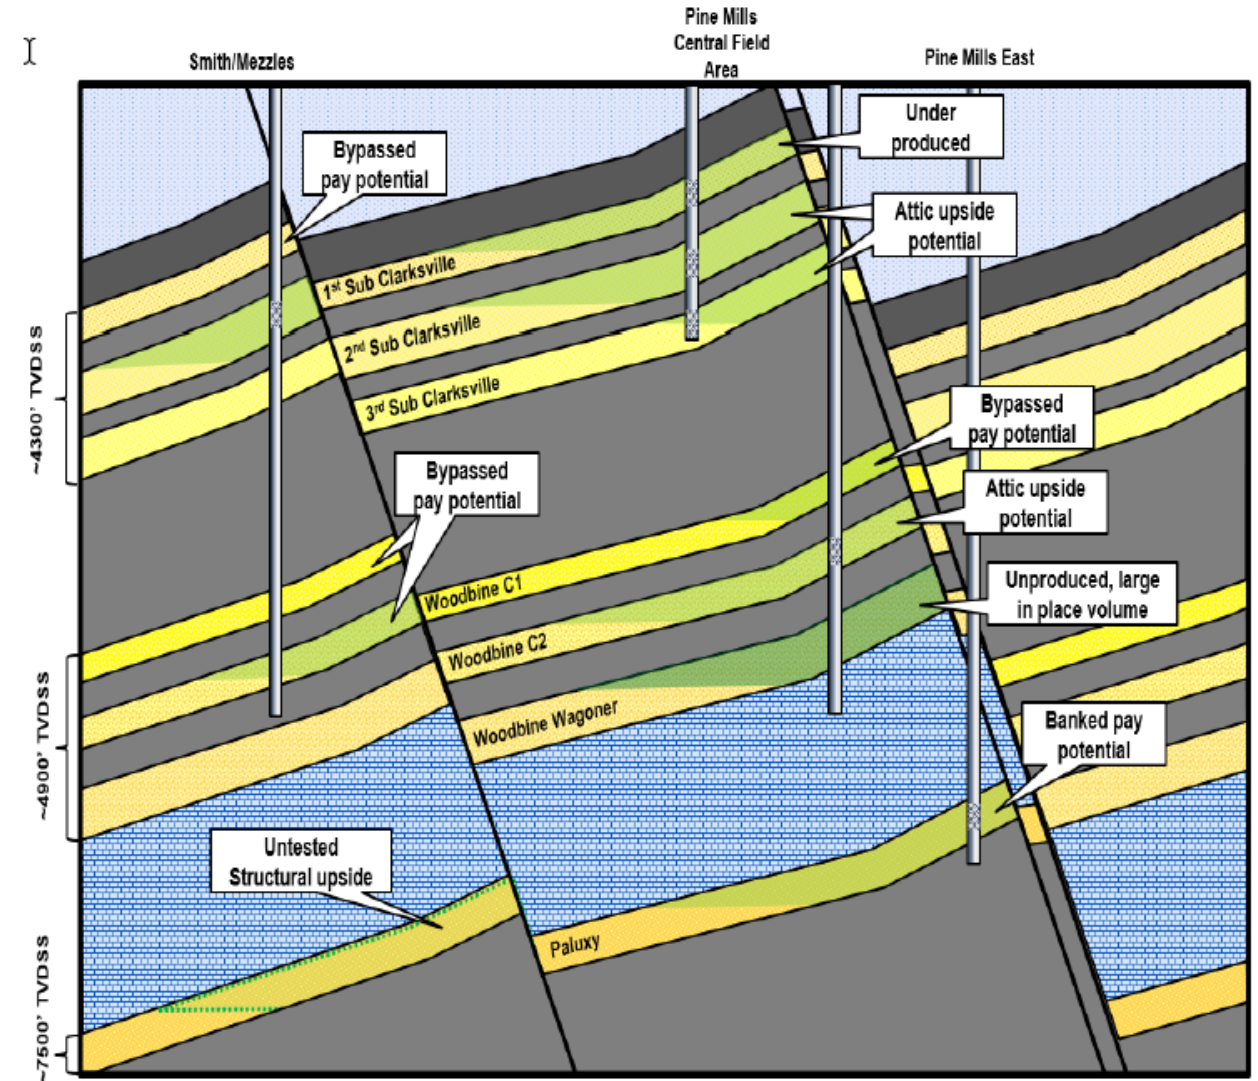 Pine Mills
Central Field
Area
Smith/Mezzles
Pine Mills East
Under
produced
Bypassed
pay potential
Attic upside
potential
1st Sub Clarksville
2nd Sub Clarksville
3rd Sub Clarksville
~4300' TVDSS
Bypassed
pay potential
Bypassed
pay potential
Attic upside
potential
Unproduced, large
in place volume
Woodbine C1
Woodbine C2
Woodbine Wagoner
~4900' TVDSS
Banked pay
potential
Untested
Structural upside
Paluxy
~7500' TVDSS